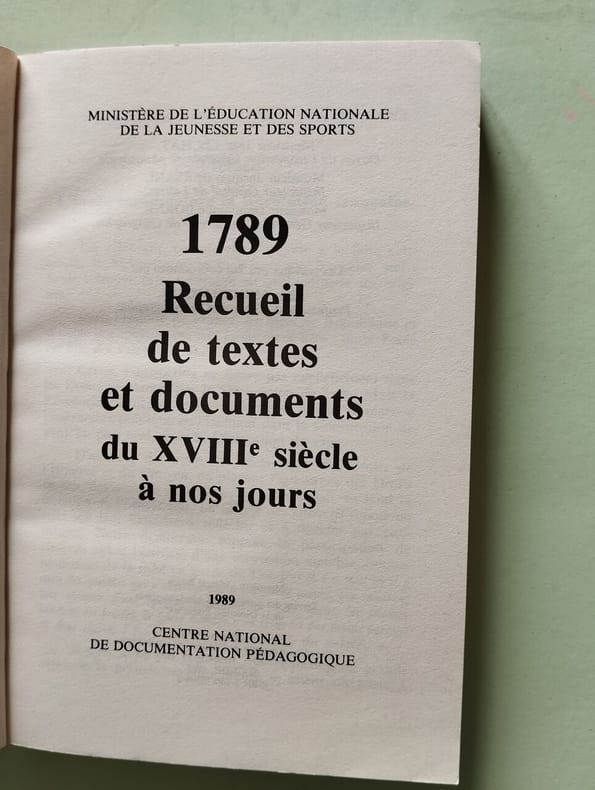 MINISTÈRE DE L'ÉDUCATION NATIONALE
DE LA JEUNESSE ET DES SPORTS
1789
Recueil
de textes
et documents
du XVIIIe siècle
à nos jours
1989
CENTRE NATIONAL
DE DOCUMENTATION PÉDAGOGIQUE